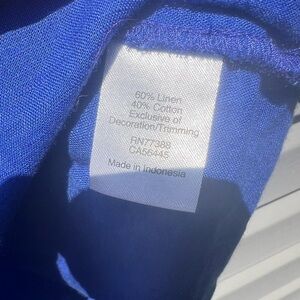 60% Linen
40% Cotton
Exclusive of
Decoration/Trimming
RN77388
CA56445
Made in Indonesia